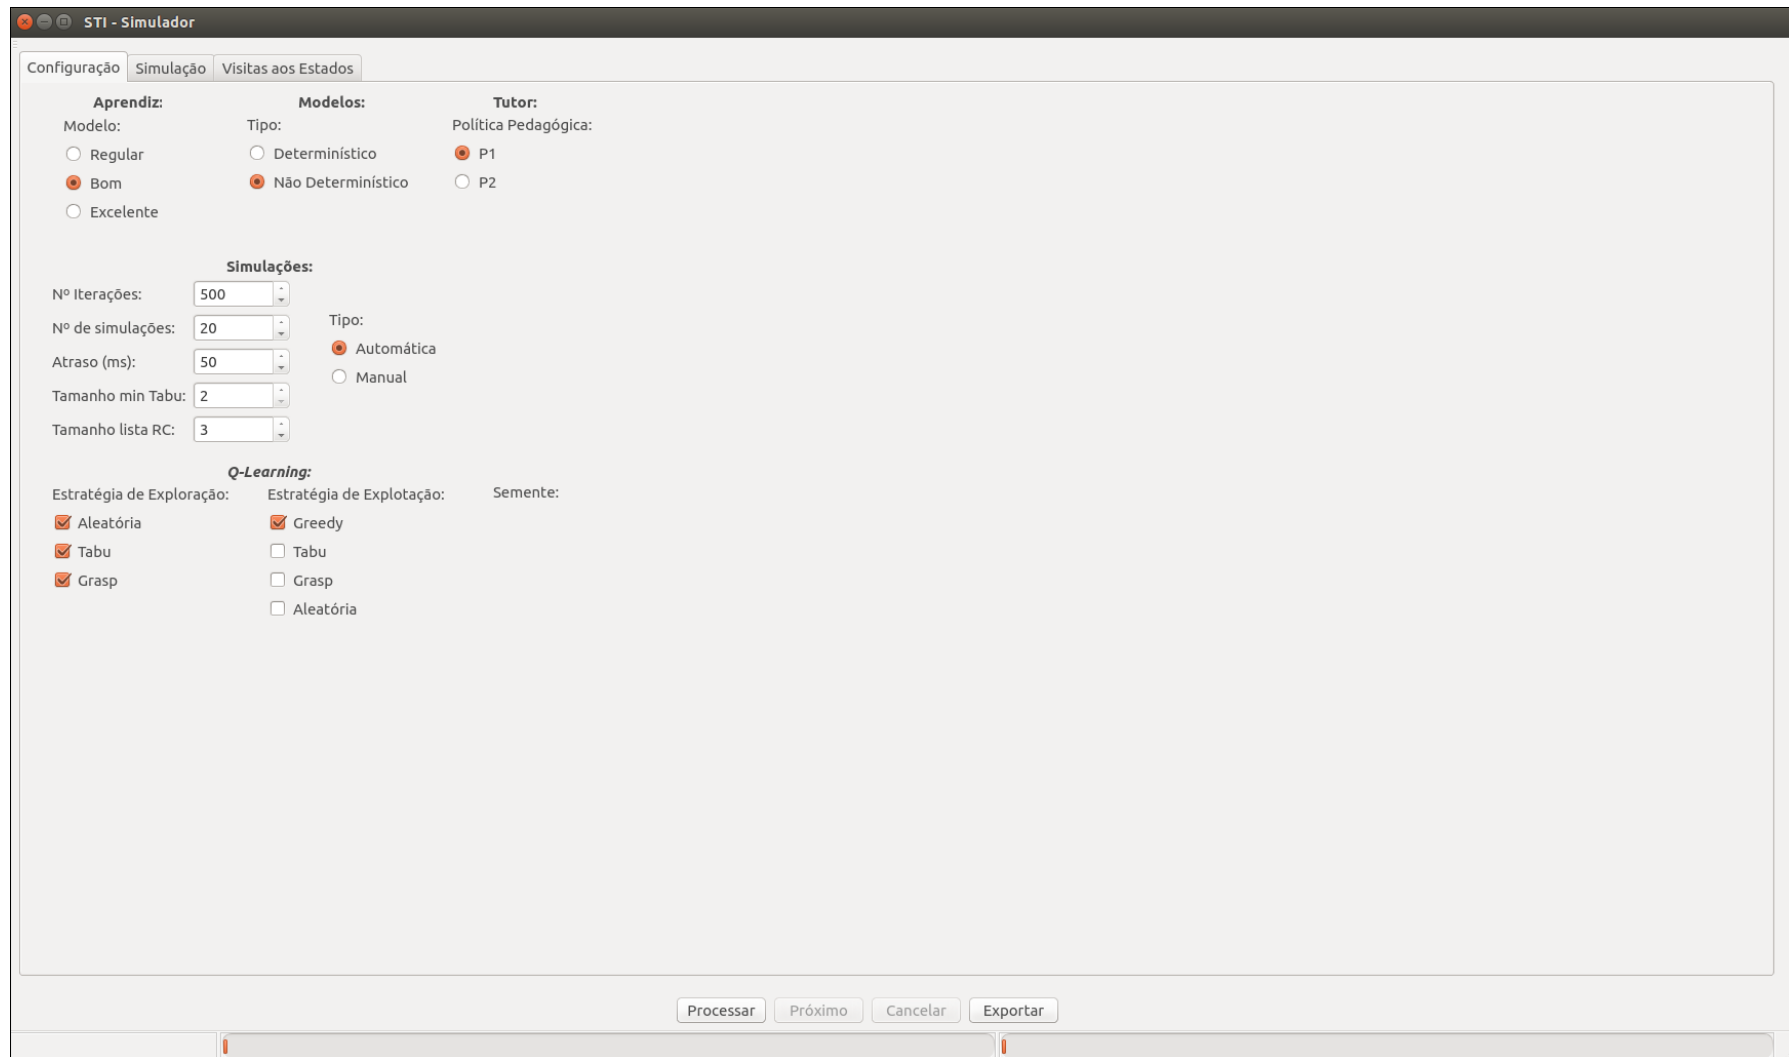 STI - Simulador
Configuração Simulação Visitas aos Estados
Aprendiz: Modelos: Tutor:
Modelo: Tipo: Política Pedagógica:
Regular Determinístico P1
Bom Não Determinístico P2
Excelente
Simulações:
Nº Iterações: 500
Nº de simulações: 20 Tipo:
Atraso (ms): 50 Automática
Tamanho min Tabu: 2 Manual
Tamanho lista RC: 3
Q-Learning:
Estratégia de Exploração: Estratégia de Explotação: Semente:
Aleatória Greedy
Tabu Tabu
Grasp Grasp
Aleatória
Processar Próximo Cancelar Exportar